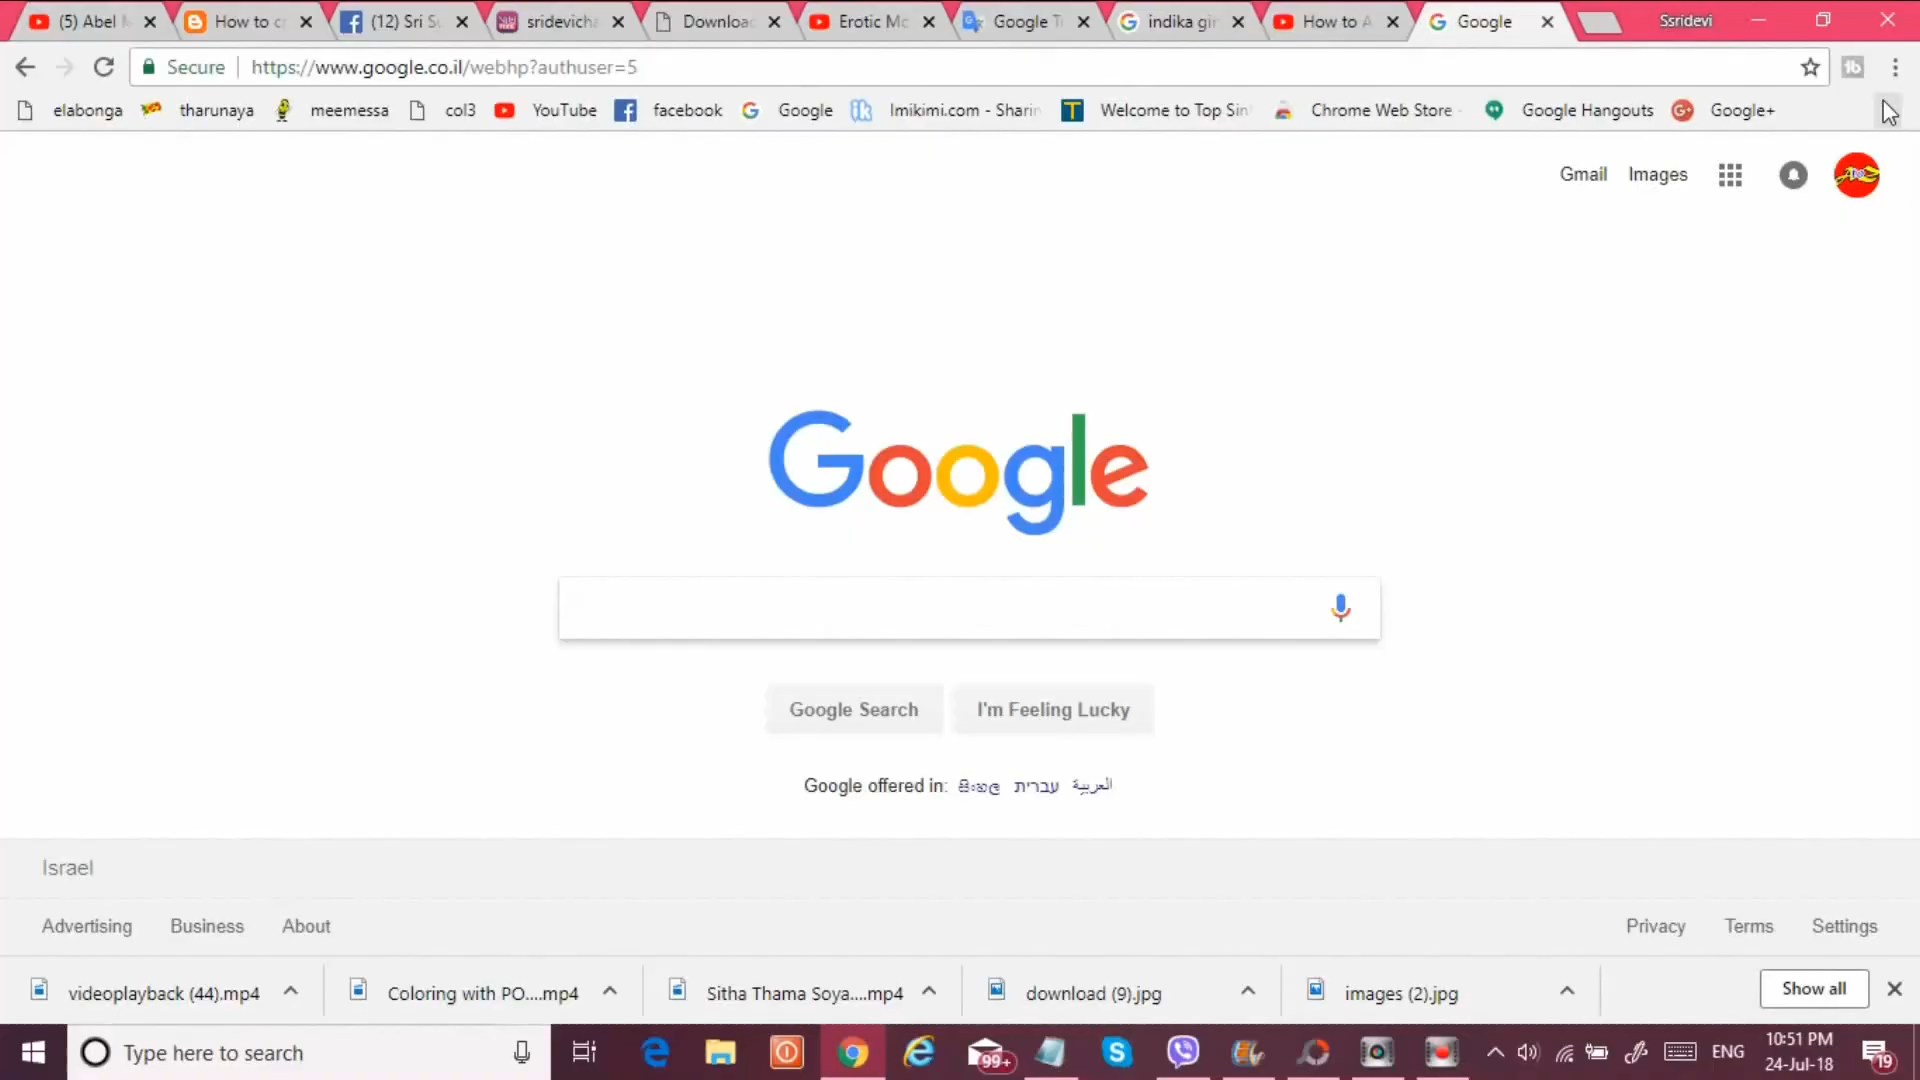 (5) Abel
How to c
(12) Sri S
sridevicha
Downloa
Erotic Mo
Google T
indika gir
How to A
Google
Ssridevi
Secure
https://www.google.co.il/webhp?authuser=5
elabonga
tharunaya
meemessa
col3
YouTube
facebook
Google
Imikimi.com - Sharin
Welcome to Top Sin
Chrome Web Store
Google Hangouts
Google+
Gmail
Images
Google
Google Search
I'm Feeling Lucky
Google offered in: සිංහල עברית العربية
Israel
Advertising
Business
About
Privacy
Terms
Settings
videoplayback (44).mp4
Coloring with PO....mp4
Sitha Thama Soya....mp4
download (9).jpg
images (2).jpg
Show all
Type here to search
99+
ENG
10:51 PM
24-Jul-18
19